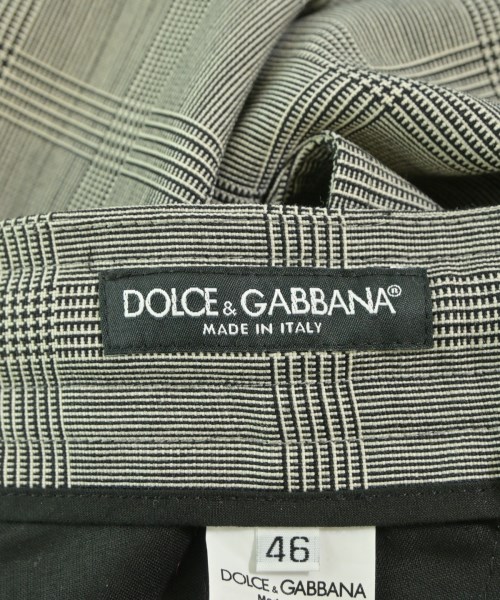 DOLCE & GABBANA®
MADE IN ITALY
46
DOLCE & GABBANA